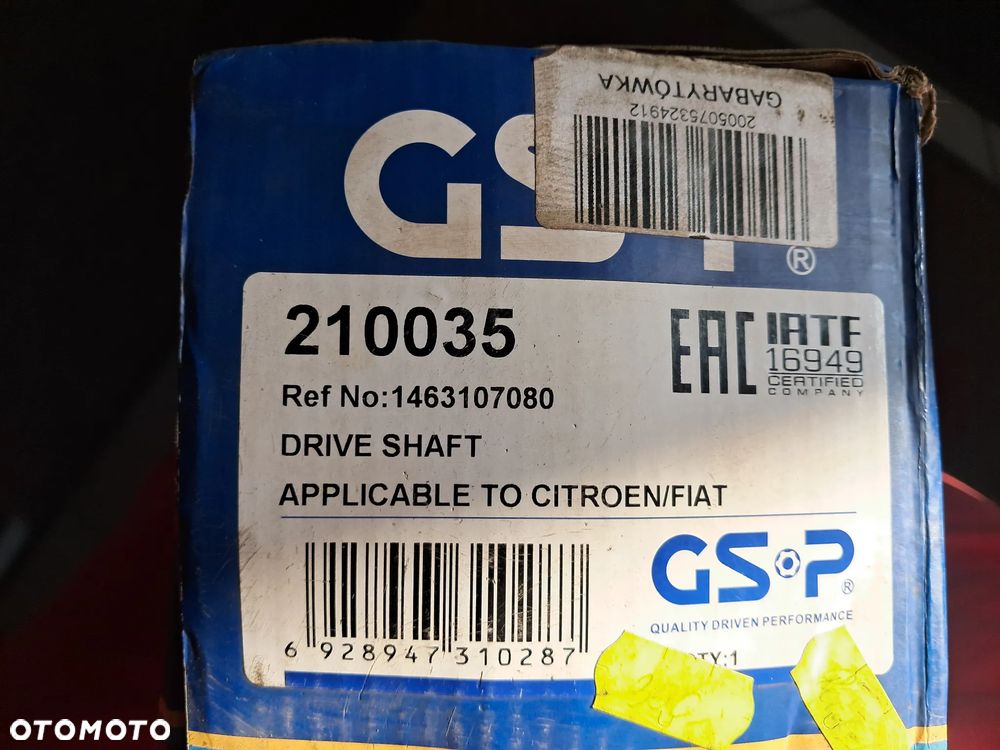 GABARYTÓWKA
2005075324912
GSP®
210035
EAC
IATF
16949
CERTIFIED
COMPANY
Ref No:1463107080
DRIVE SHAFT
APPLICABLE TO CITROEN/FIAT
GSP®
QUALITY DRIVEN PERFORMANCE
6 928947 310287
QTY:1
OTOMOTO